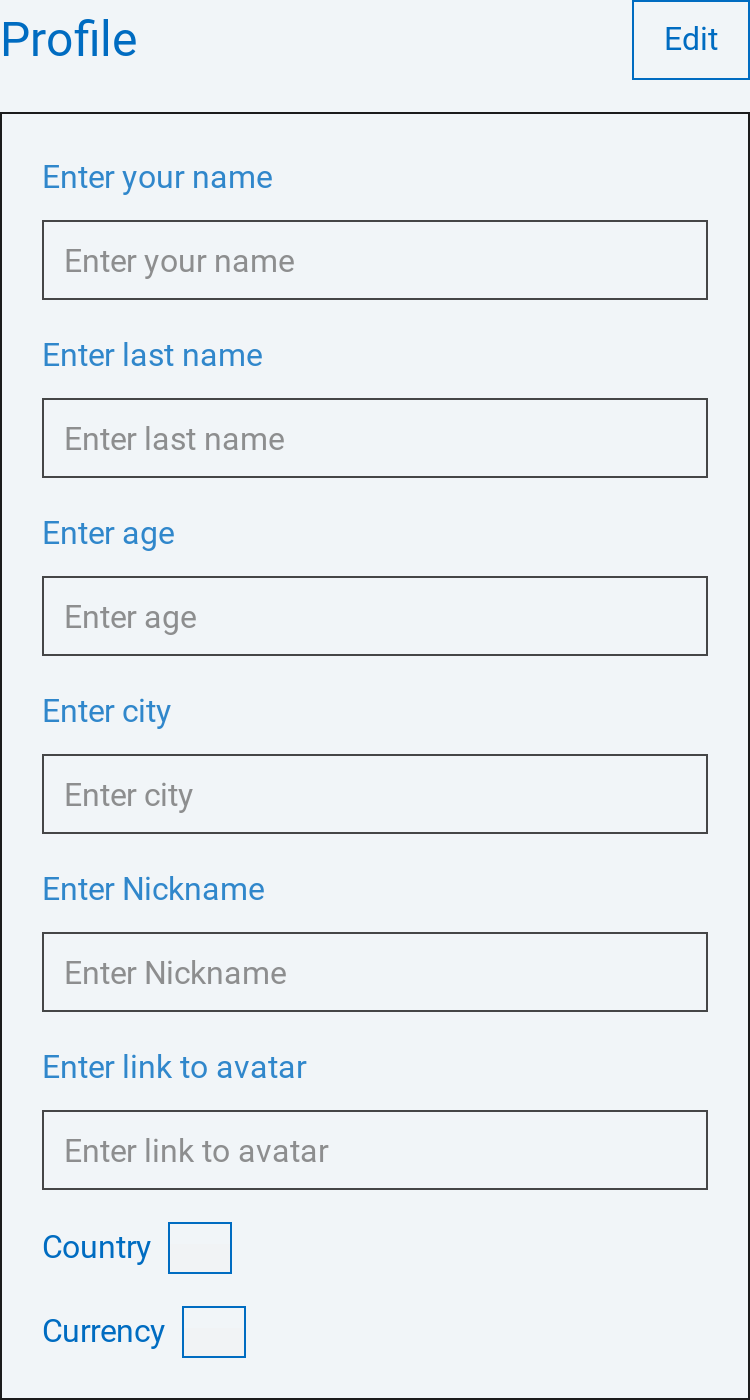 Profile
Edit
Enter your name
Enter your name
Enter last name
Enter last name
Enter age
Enter age
Enter city
Enter city
Enter Nickname
Enter Nickname
Enter link to avatar
Enter link to avatar
Country
Currency